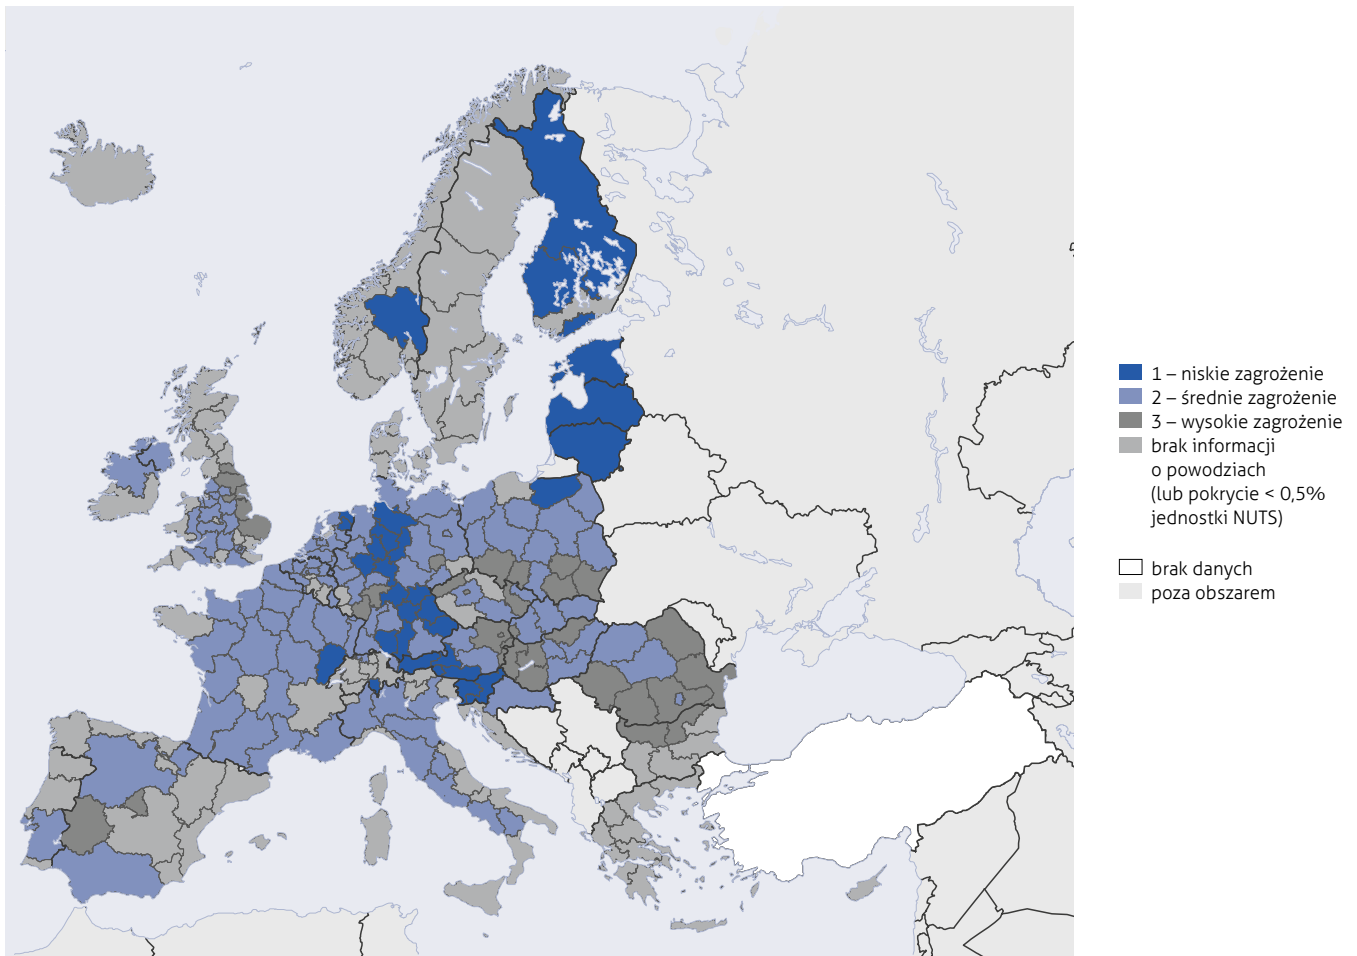 1 – niskie zagrożenie
2 – średnie zagrożenie
3 – wysokie zagrożenie
brak informacji
o powodziach
(lub pokrycie < 0,5%
jednostki NUTS)
brak danych
poza obszarem